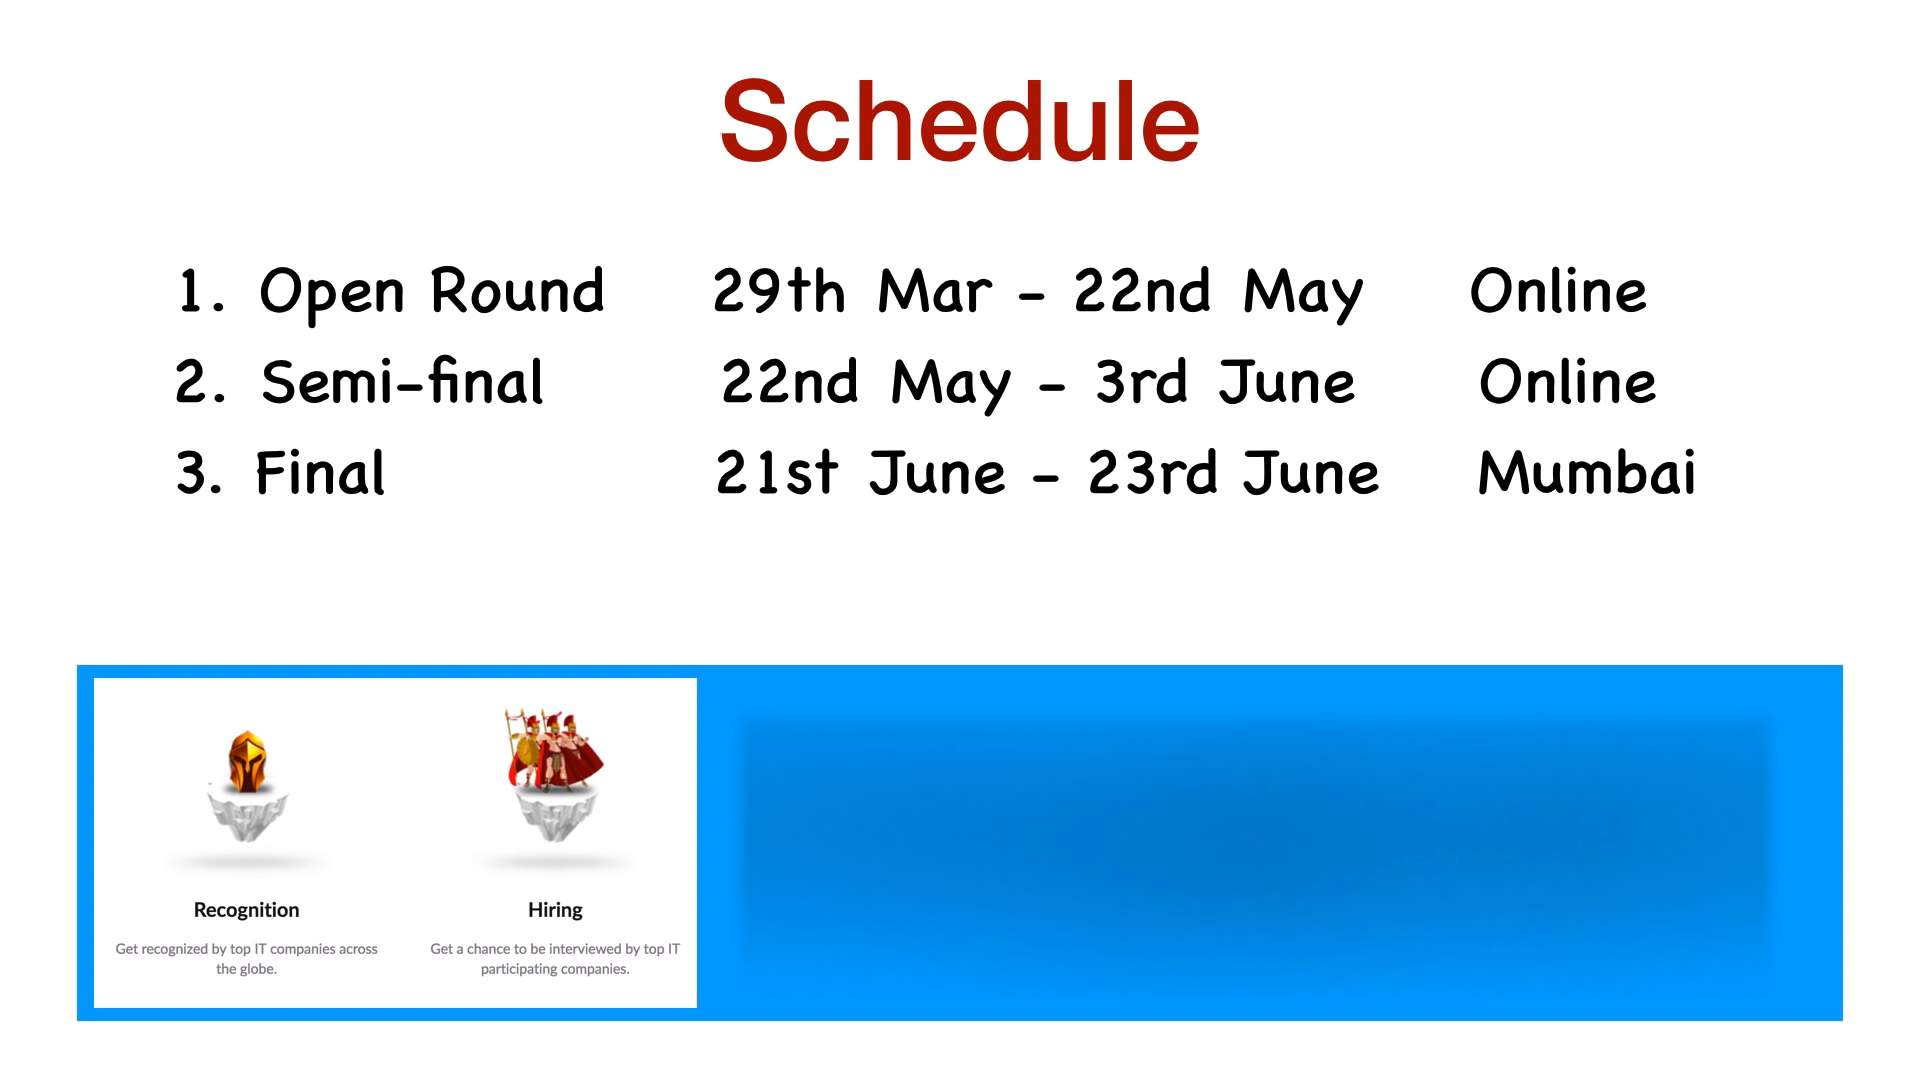 Schedule
1. Open Round 29th Mar - 22nd May Online
2. Semi-final 22nd May - 3rd June Online
3. Final 21st June - 23rd June Mumbai
Recognition
Get recognized by top IT companies across
the globe.
Hiring
Get a chance to be interviewed by top IT
participating companies.